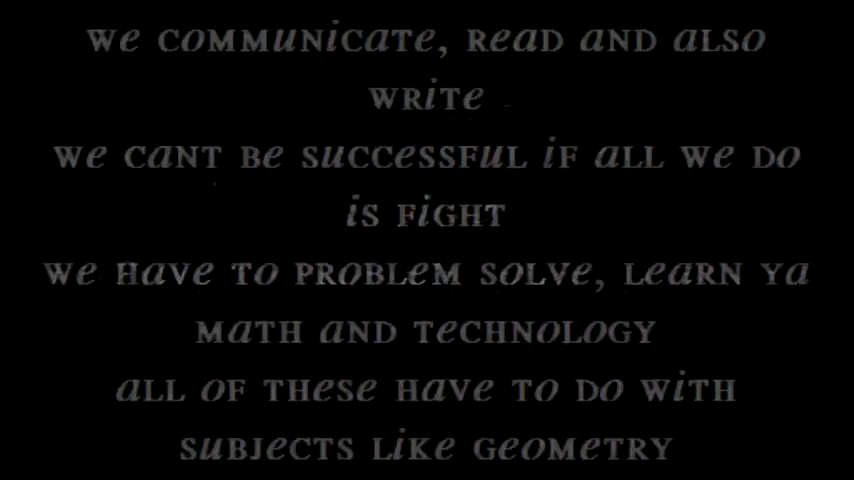 We COMMuNiCaTe, ReaD aND aLSo
WRiTe
We CaNT Be SuCCeSSFuL iF aLL We Do
iS FiGHT
We HaVe To PRoBLeM SoLVe, LeaRN Ya
MaTH aND TeCHNoLoGY
aLL oF THeSe HaVe To Do WiTH
SuBJeCTS LiKe GeoMeTRY